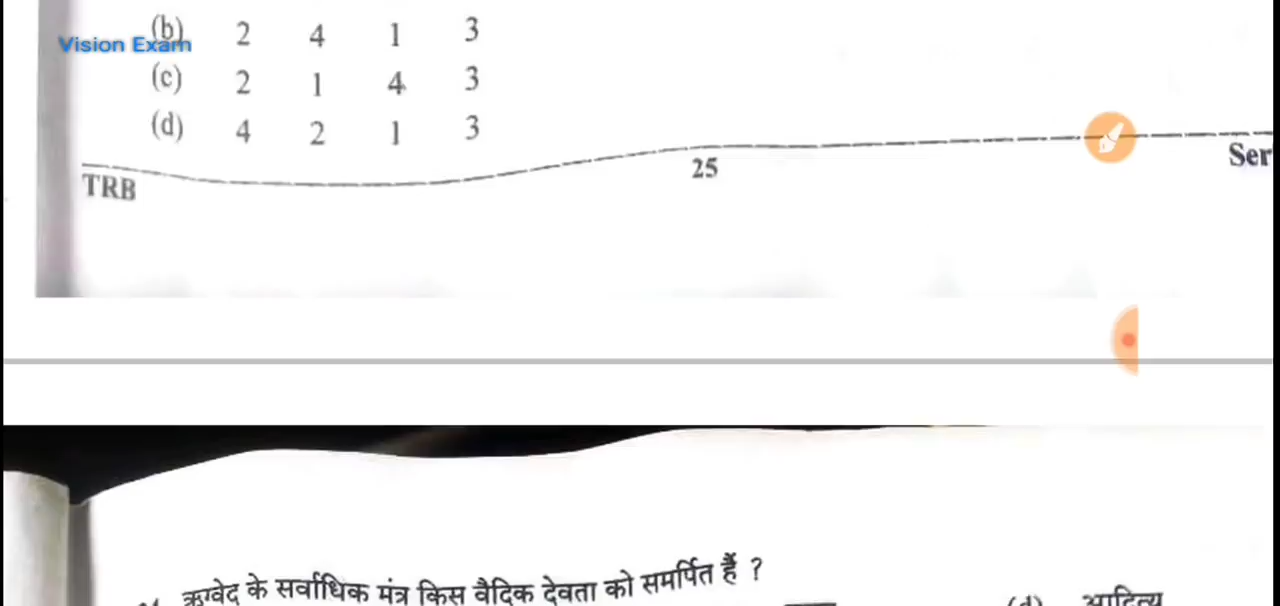 (b) 2 4 1 3
Vision Exam
(c) 2 1 4 3
(d) 4 2 1 3
TRB 25 Ser
ऋग्वेद के सर्वाधिक मंत्र किस वैदिक देवता को समर्पित हैं ?
(d) आदित्य